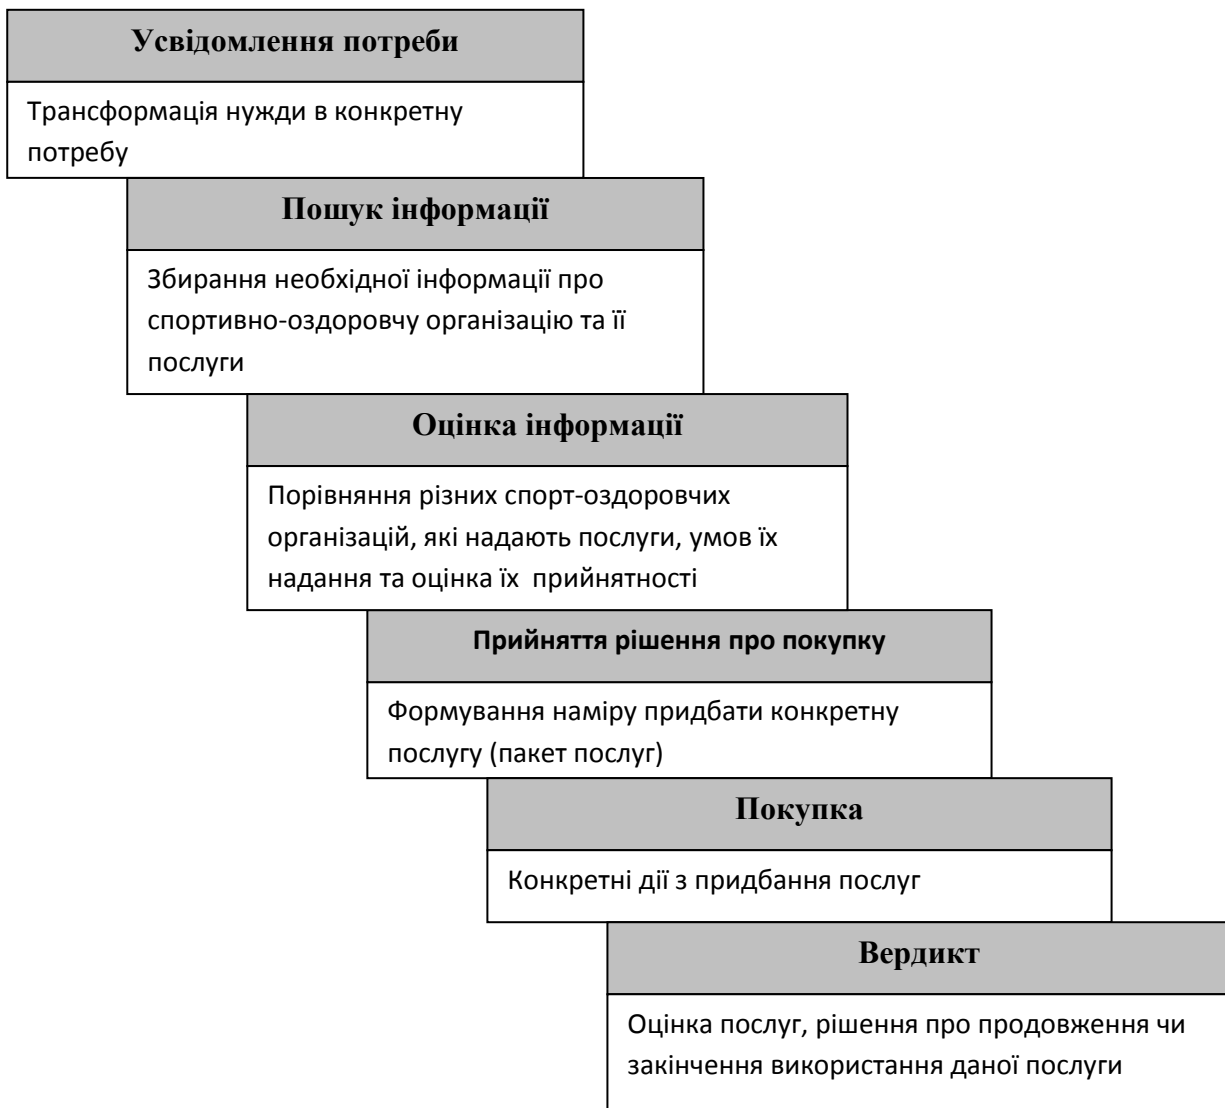 Усвідомлення потреби
Трансформація нужди в конкретну
потребу
Пошук інформації
Збирання необхідної інформації про
спортивно-оздоровчу організацію та її
послуги
Оцінка інформації
Порівняння різних спорт-оздоровчих
організацій, які надають послуги, умов їх
надання та оцінка їх  прийнятності
Прийняття рішення про покупку
Формування наміру придбати конкретну
послугу (пакет послуг)
Покупка
Конкретні дії з придбання послуг
Вердикт
Оцінка послуг, рішення про продовження чи
закінчення використання даної послуги